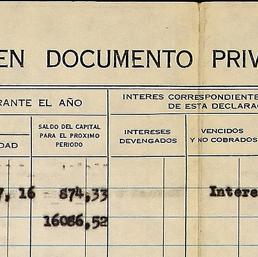 EN DOCUMENTO PRIV
RANTE EL AÑO
INTERES CORRESPONDIENTE
DE ESTA DECLARAC
DAD
SALDO DEL CAPITAL
PARA EL PROXIMO
PERIODO
INTERESES
DEVENGADOS
VENCIDOS
Y NO COBRADOS
7, 16 874,33 Intere
16086,52